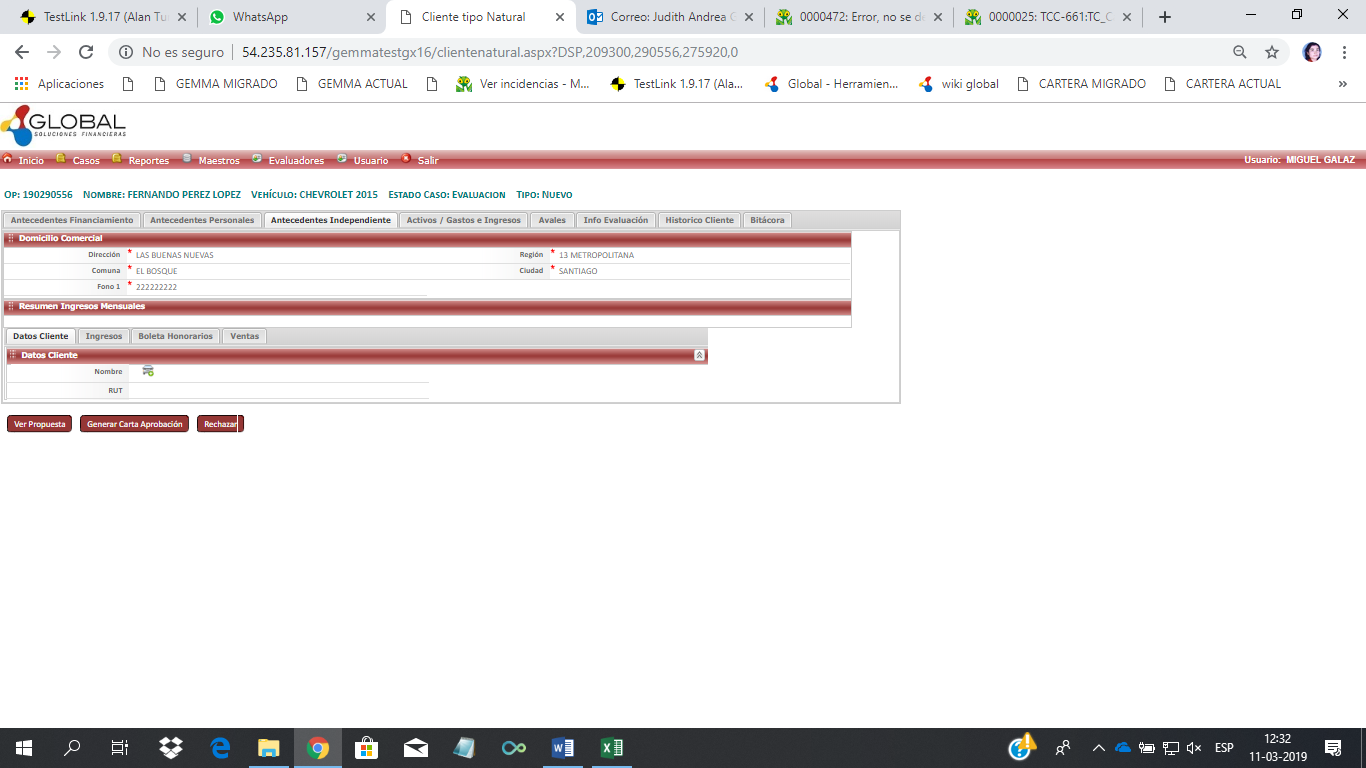 TestLink 1.9.17 (Alan Tu
WhatsApp
Cliente tipo Natural
Correo: Judith Andrea G
0000472: Error, no se de
0000025: TCC-661:TC_C
No es seguro 54.235.81.157/gemmatestgx16/clientenatural.aspx?DSP,209300,290556,275920,0
Aplicaciones GEMMA MIGRADO GEMMA ACTUAL Ver incidencias - M... TestLink 1.9.17 (Ala... Global - Herramien... wiki global CARTERA MIGRADO CARTERA ACTUAL »
GLOBAL
SOLUCIONES FINANCIERAS
Inicio Casos Reportes Maestros Evaluadores Usuario Salir Usuario: MIGUEL GALAZ
OP: 190290556 NOMBRE: FERNANDO PEREZ LOPEZ VEHÍCULO: CHEVROLET 2015 ESTADO CASO: EVALUACION TIPO: NUEVO
Antecedentes Financiamiento Antecedentes Personales Antecedentes Independiente Activos / Gastos e Ingresos Avales Info Evaluación Historico Cliente Bitácora
Domicilio Comercial
Dirección * LAS BUENAS NUEVAS Región * 13 METROPOLITANA
Comuna * EL BOSQUE Ciudad * SANTIAGO
Fono 1 * 222222222
Resumen Ingresos Mensuales
Datos Cliente Ingresos Boleta Honorarios Ventas
Datos Cliente
Nombre
RUT
Ver Propuesta Generar Carta Aprobación Rechazar
ESP
12:32
11-03-2019